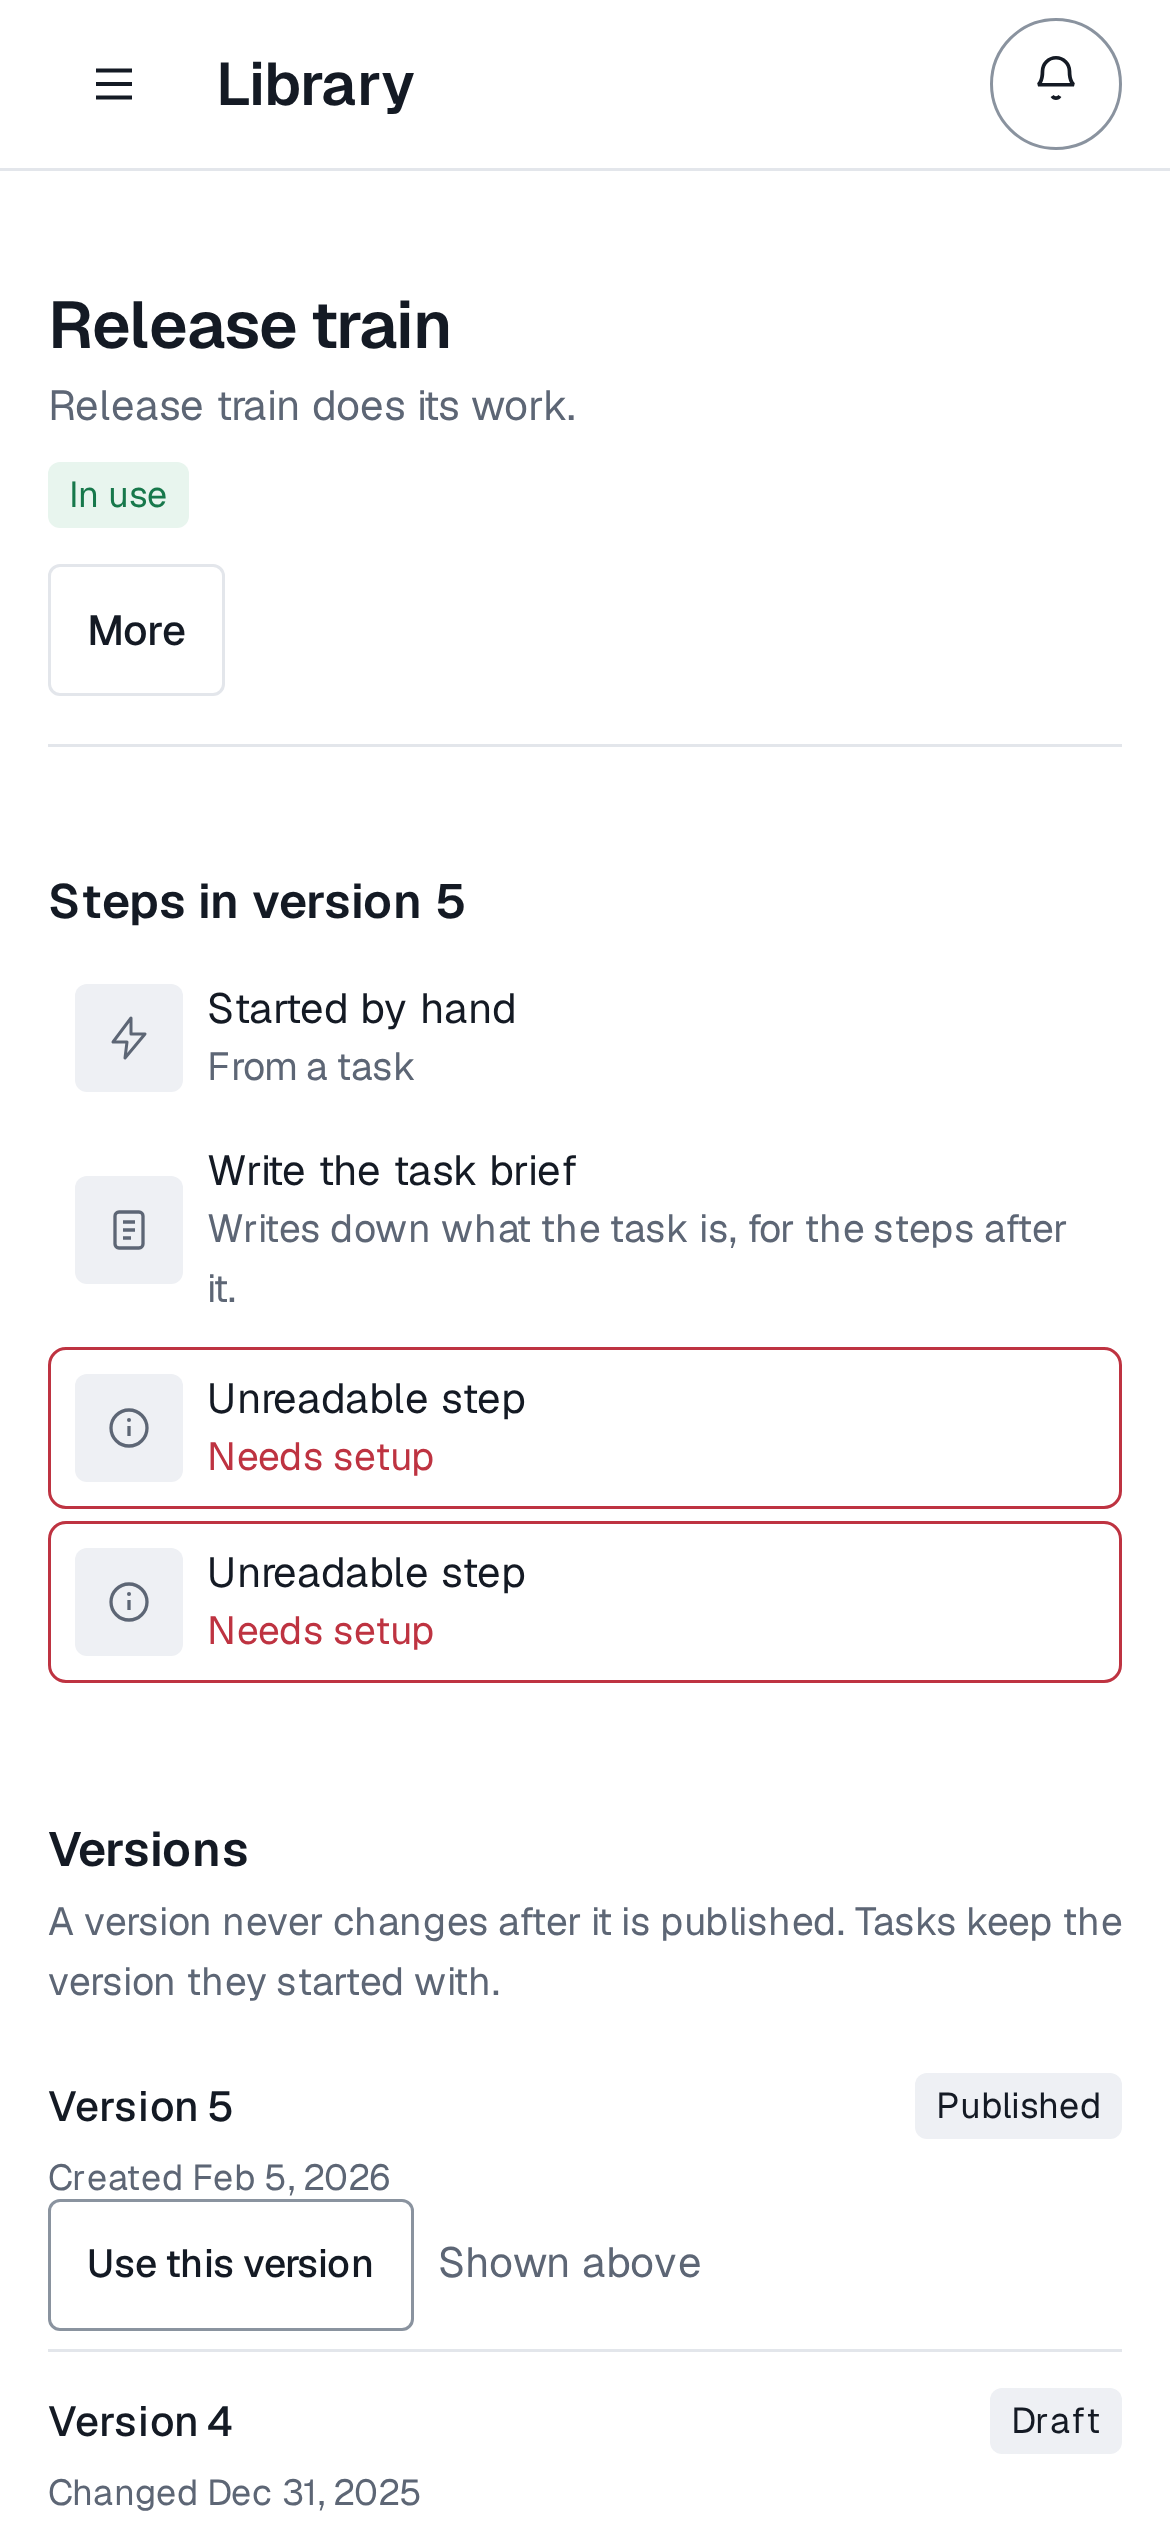 Library
Release train
Release train does its work.
In use
More
Steps in version 5
Started by hand
From a task
Write the task brief
Writes down what the task is, for the steps after
it.
Unreadable step
Needs setup
Unreadable step
Needs setup
Versions
A version never changes after it is published. Tasks keep the
version they started with.
Version 5
Published
Created Feb 5, 2026
Use this version
Shown above
Version 4
Draft
Changed Dec 31, 2025